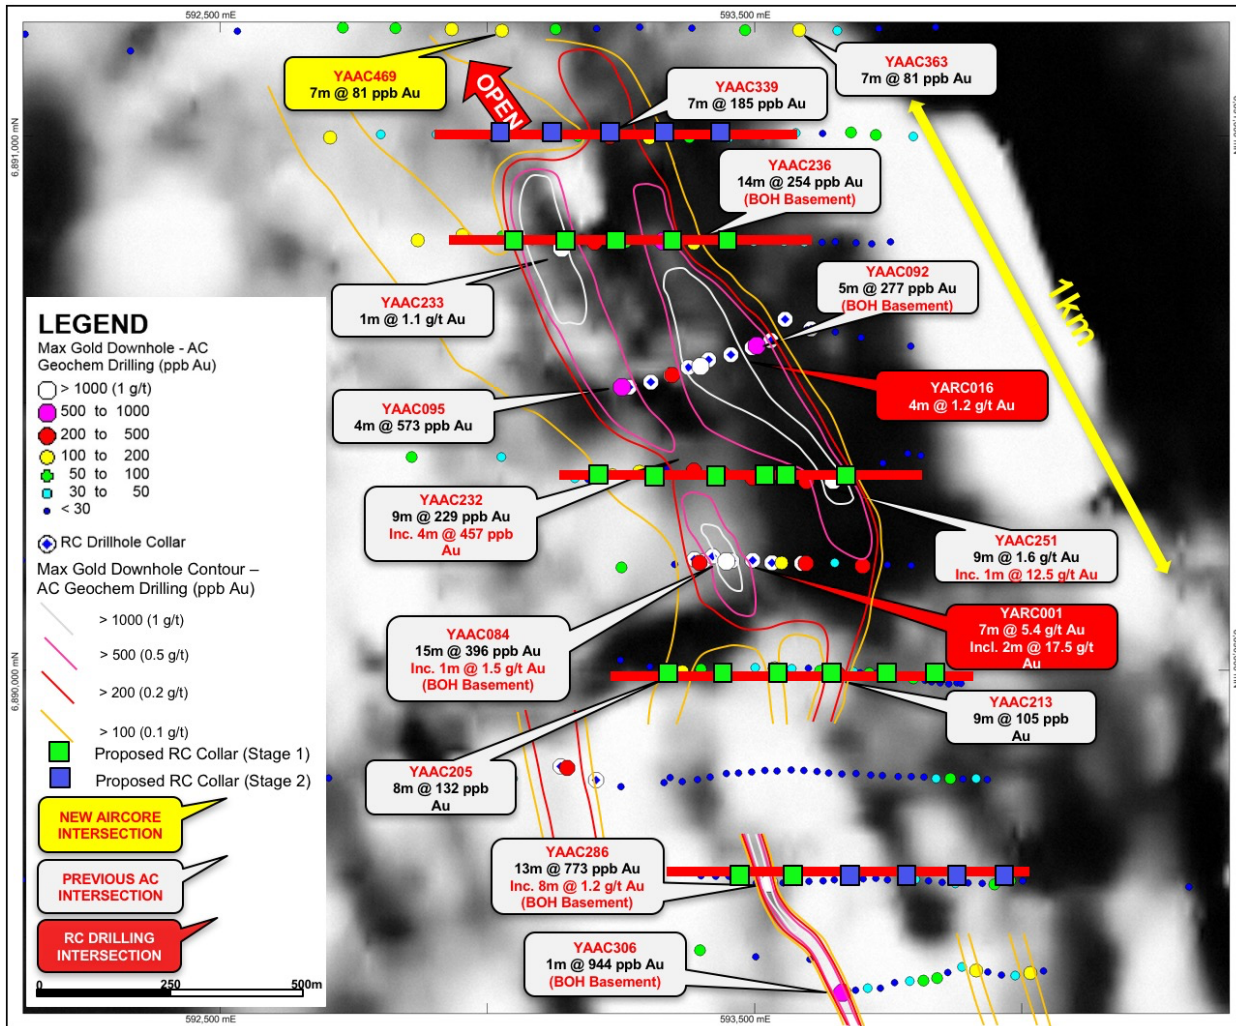 592,500 mE
593,500 mE
YAAC469
7m @ 81 ppb Au
OPEN
YAAC339
7m @ 185 ppb Au
YAAC363
7m @ 81 ppb Au
6,891,000 mN
6,891,000 mN
YAAC236
14m @ 254 ppb Au
(BOH Basement)
YAAC233
1m @ 1.1 g/t Au
YAAC092
5m @ 277 ppb Au
(BOH Basement)
1km
YAAC095
4m @ 573 ppb Au
YARC016
4m @ 1.2 g/t Au
YAAC232
9m @ 229 ppb Au
Inc. 4m @ 457 ppb
Au
YAAC251
9m @ 1.6 g/t Au
Inc. 1m @ 12.5 g/t Au
YAAC084
15m @ 396 ppb Au
Inc. 1m @ 1.5 g/t Au
(BOH Basement)
YARC001
7m @ 5.4 g/t Au
Incl. 2m @ 17.5 g/t
Au
6,890,000 mN
6,890,000 mN
YAAC213
9m @ 105 ppb
Au
YAAC205
8m @ 132 ppb
Au
YAAC286
13m @ 773 ppb Au
Inc. 8m @ 1.2 g/t Au
(BOH Basement)
YAAC306
1m @ 944 ppb Au
(BOH Basement)
LEGEND
Max Gold Downhole - AC
Geochem Drilling (ppb Au)
> 1000 (1 g/t)
500 to 1000
200 to 500
100 to 200
50 to 100
30 to 50
< 30
RC Drillhole Collar
Max Gold Downhole Contour –
AC Geochem Drilling (ppb Au)
> 1000 (1 g/t)
> 500 (0.5 g/t)
> 200 (0.2 g/t)
> 100 (0.1 g/t)
Proposed RC Collar (Stage 1)
Proposed RC Collar (Stage 2)
NEW AIRCORE
INTERSECTION
PREVIOUS AC
INTERSECTION
RC DRILLING
INTERSECTION
0 250 500m
592,500 mE
593,500 mE